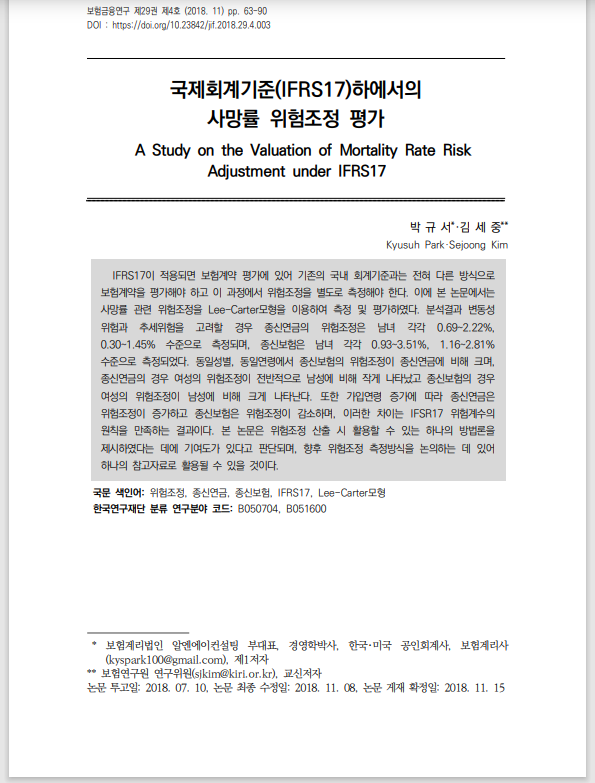 보험금융연구 제29권 제4호 (2018. 11) pp. 63-90
DOI : https://doi.org/10.23842/jif.2018.29.4.003
국제회계기준(IFRS17)하에서의
사망률 위험조정 평가
A Study on the Valuation of Mortality Rate Risk
Adjustment under IFRS17
박 규 서*·김 세 중**
Kyusuh Park·Sejoong Kim
IFRS17이 적용되면 보험계약 평가에 있어 기존의 국내 회계기준과는 전혀 다른 방식으로
보험계약을 평가해야 하고 이 과정에서 위험조정을 별도로 측정해야 한다. 이에 본 논문에서는
사망률 관련 위험조정을 Lee-Carter모형을 이용하여 측정 및 평가하였다. 분석결과 변동성
위험과 추세위험을 고려할 경우 종신연금의 위험조정은 남녀 각각 0.69~2.22%,
0.30~1.45% 수준으로 측정되며, 종신보험은 남녀 각각 0.93~3.51%, 1.16~2.81%
수준으로 측정되었다. 동일성별, 동일연령에서 종신보험의 위험조정이 종신연금에 비해 크며,
종신연금의 경우 여성의 위험조정이 전반적으로 남성에 비해 작게 나타났고 종신보험의 경우
여성의 위험조정이 남성에 비해 크게 나타난다. 또한 가입연령 증가에 따라 종신연금은
위험조정이 증가하고 종신보험은 위험조정이 감소하며, 이러한 차이는 IFSR17 위험계수의
원칙을 만족하는 결과이다. 본 논문은 위험조정 산출 시 활용할 수 있는 하나의 방법론을
제시하였다는 데에 기여도가 있다고 판단되며, 향후 위험조정 측정방식을 논의하는 데 있어
하나의 참고자료로 활용될 수 있을 것이다.
국문 색인어: 위험조정, 종신연금, 종신보험, IFRS17, Lee-Carter모형
한국연구재단 분류 연구분야 코드: B050704, B051600
* 보험계리법인 알엔에이컨설팅 부대표, 경영학박사, 한국·미국 공인회계사, 보험계리사
(kyspark100@gmail.com), 제1저자
** 보험연구원 연구위원(sjkim@kiri.or.kr), 교신저자
논문 투고일: 2018. 07. 10, 논문 최종 수정일: 2018. 11. 08, 논문 게재 확정일: 2018. 11. 15